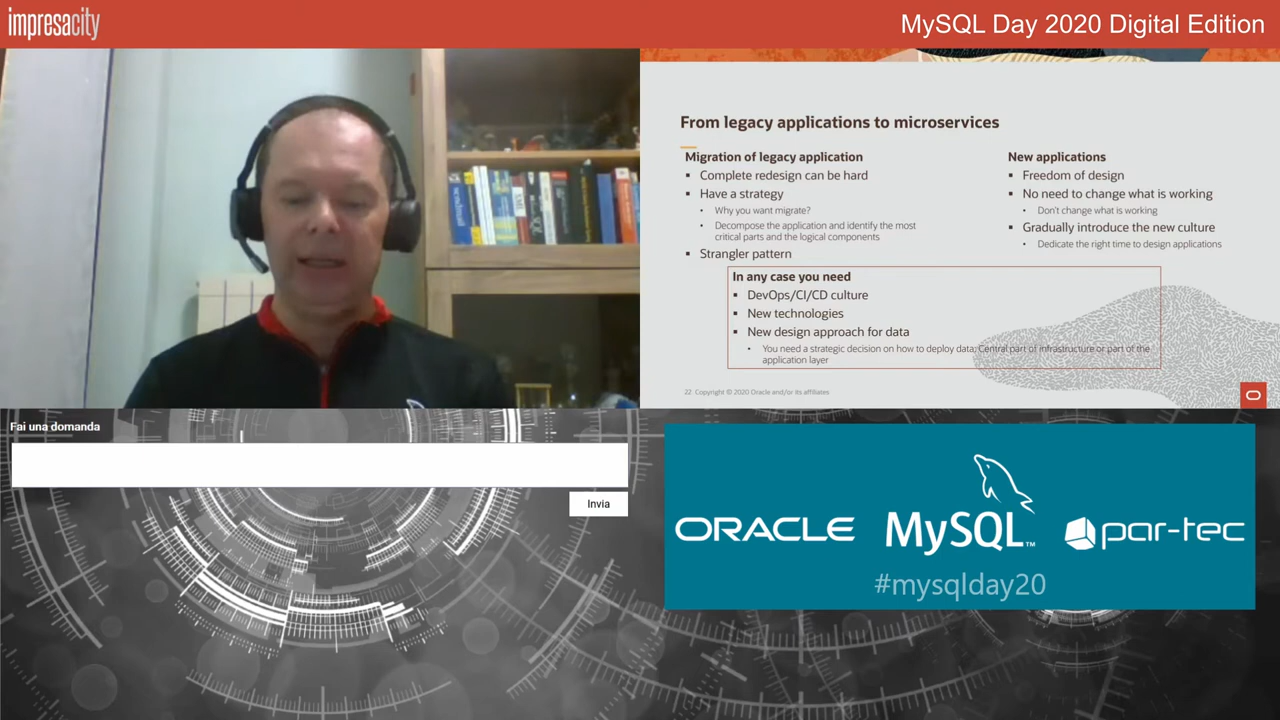 impresacity
MySQL Day 2020 Digital Edition
From legacy applications to microservices
Migration of legacy application
▪ Complete redesign can be hard
▪ Have a strategy
• Why you want migrate?
• Decompose the application and identify the most
critical parts and the logical components
▪ Strangler pattern
New applications
▪ Freedom of design
▪ No need to change what is working
• Don't change what is working
▪ Gradually introduce the new culture
• Dedicate the right time to design applications
In any case you need
▪ DevOps/CI/CD culture
▪ New technologies
▪ New design approach for data
• You need a strategic decision on how to deploy data; Central part of infrastructure or part of the
application layer
22 Copyright © 2020 Oracle and/or its affiliates
Fai una domanda
Invia
ORACLE
MySQL™
par-tec
#mysqlday20